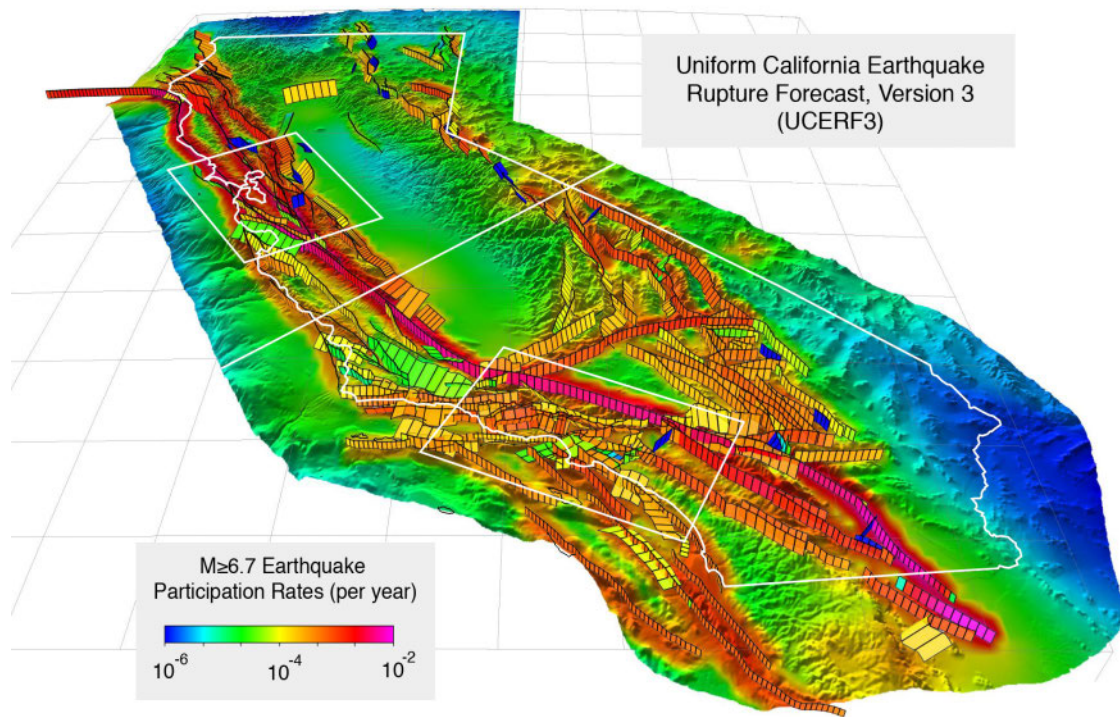 Uniform California Earthquake
Rupture Forecast, Version 3
(UCERF3)
M≥6.7 Earthquake
Participation Rates (per year)
10-6 10-4 10-2